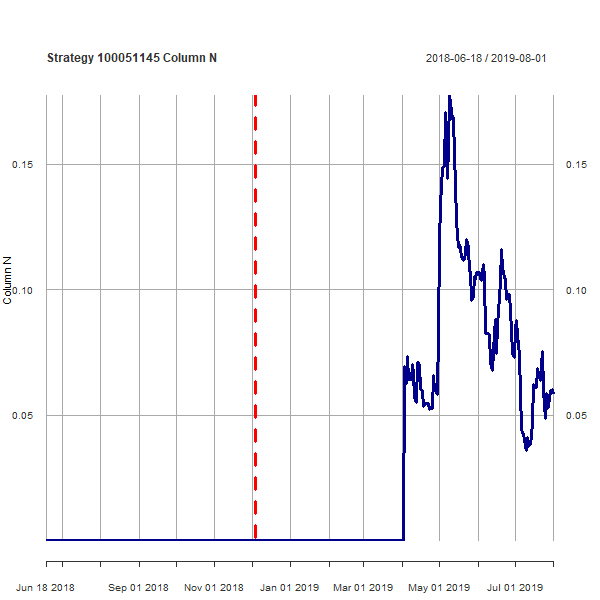 Strategy 100051145 Column N 2018-06-18 / 2019-08-01
0.15 0.15
0.10 0.10
0.05 0.05
Column N
Jun 18 2018 Sep 01 2018 Nov 01 2018 Jan 01 2019 Mar 01 2019 May 01 2019 Jul 01 2019